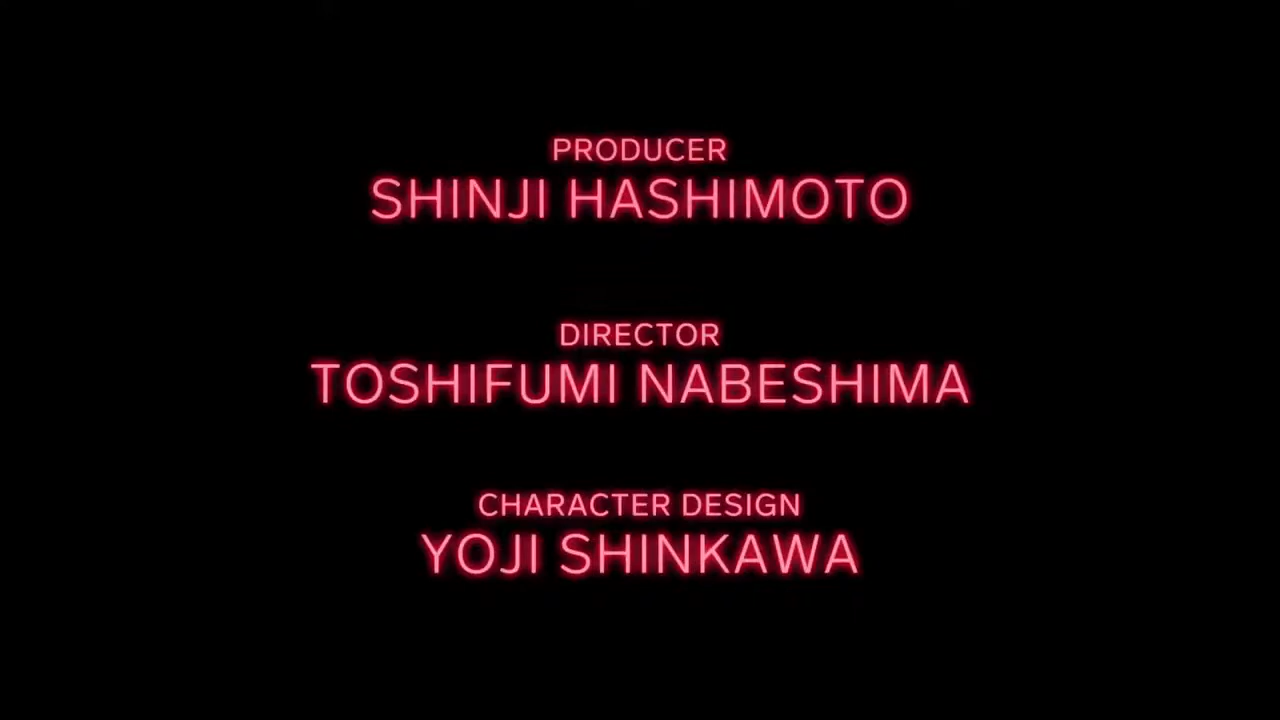 PRODUCER
SHINJI HASHIMOTO
DIRECTOR
TOSHIFUMI NABESHIMA
CHARACTER DESIGN
YOJI SHINKAWA